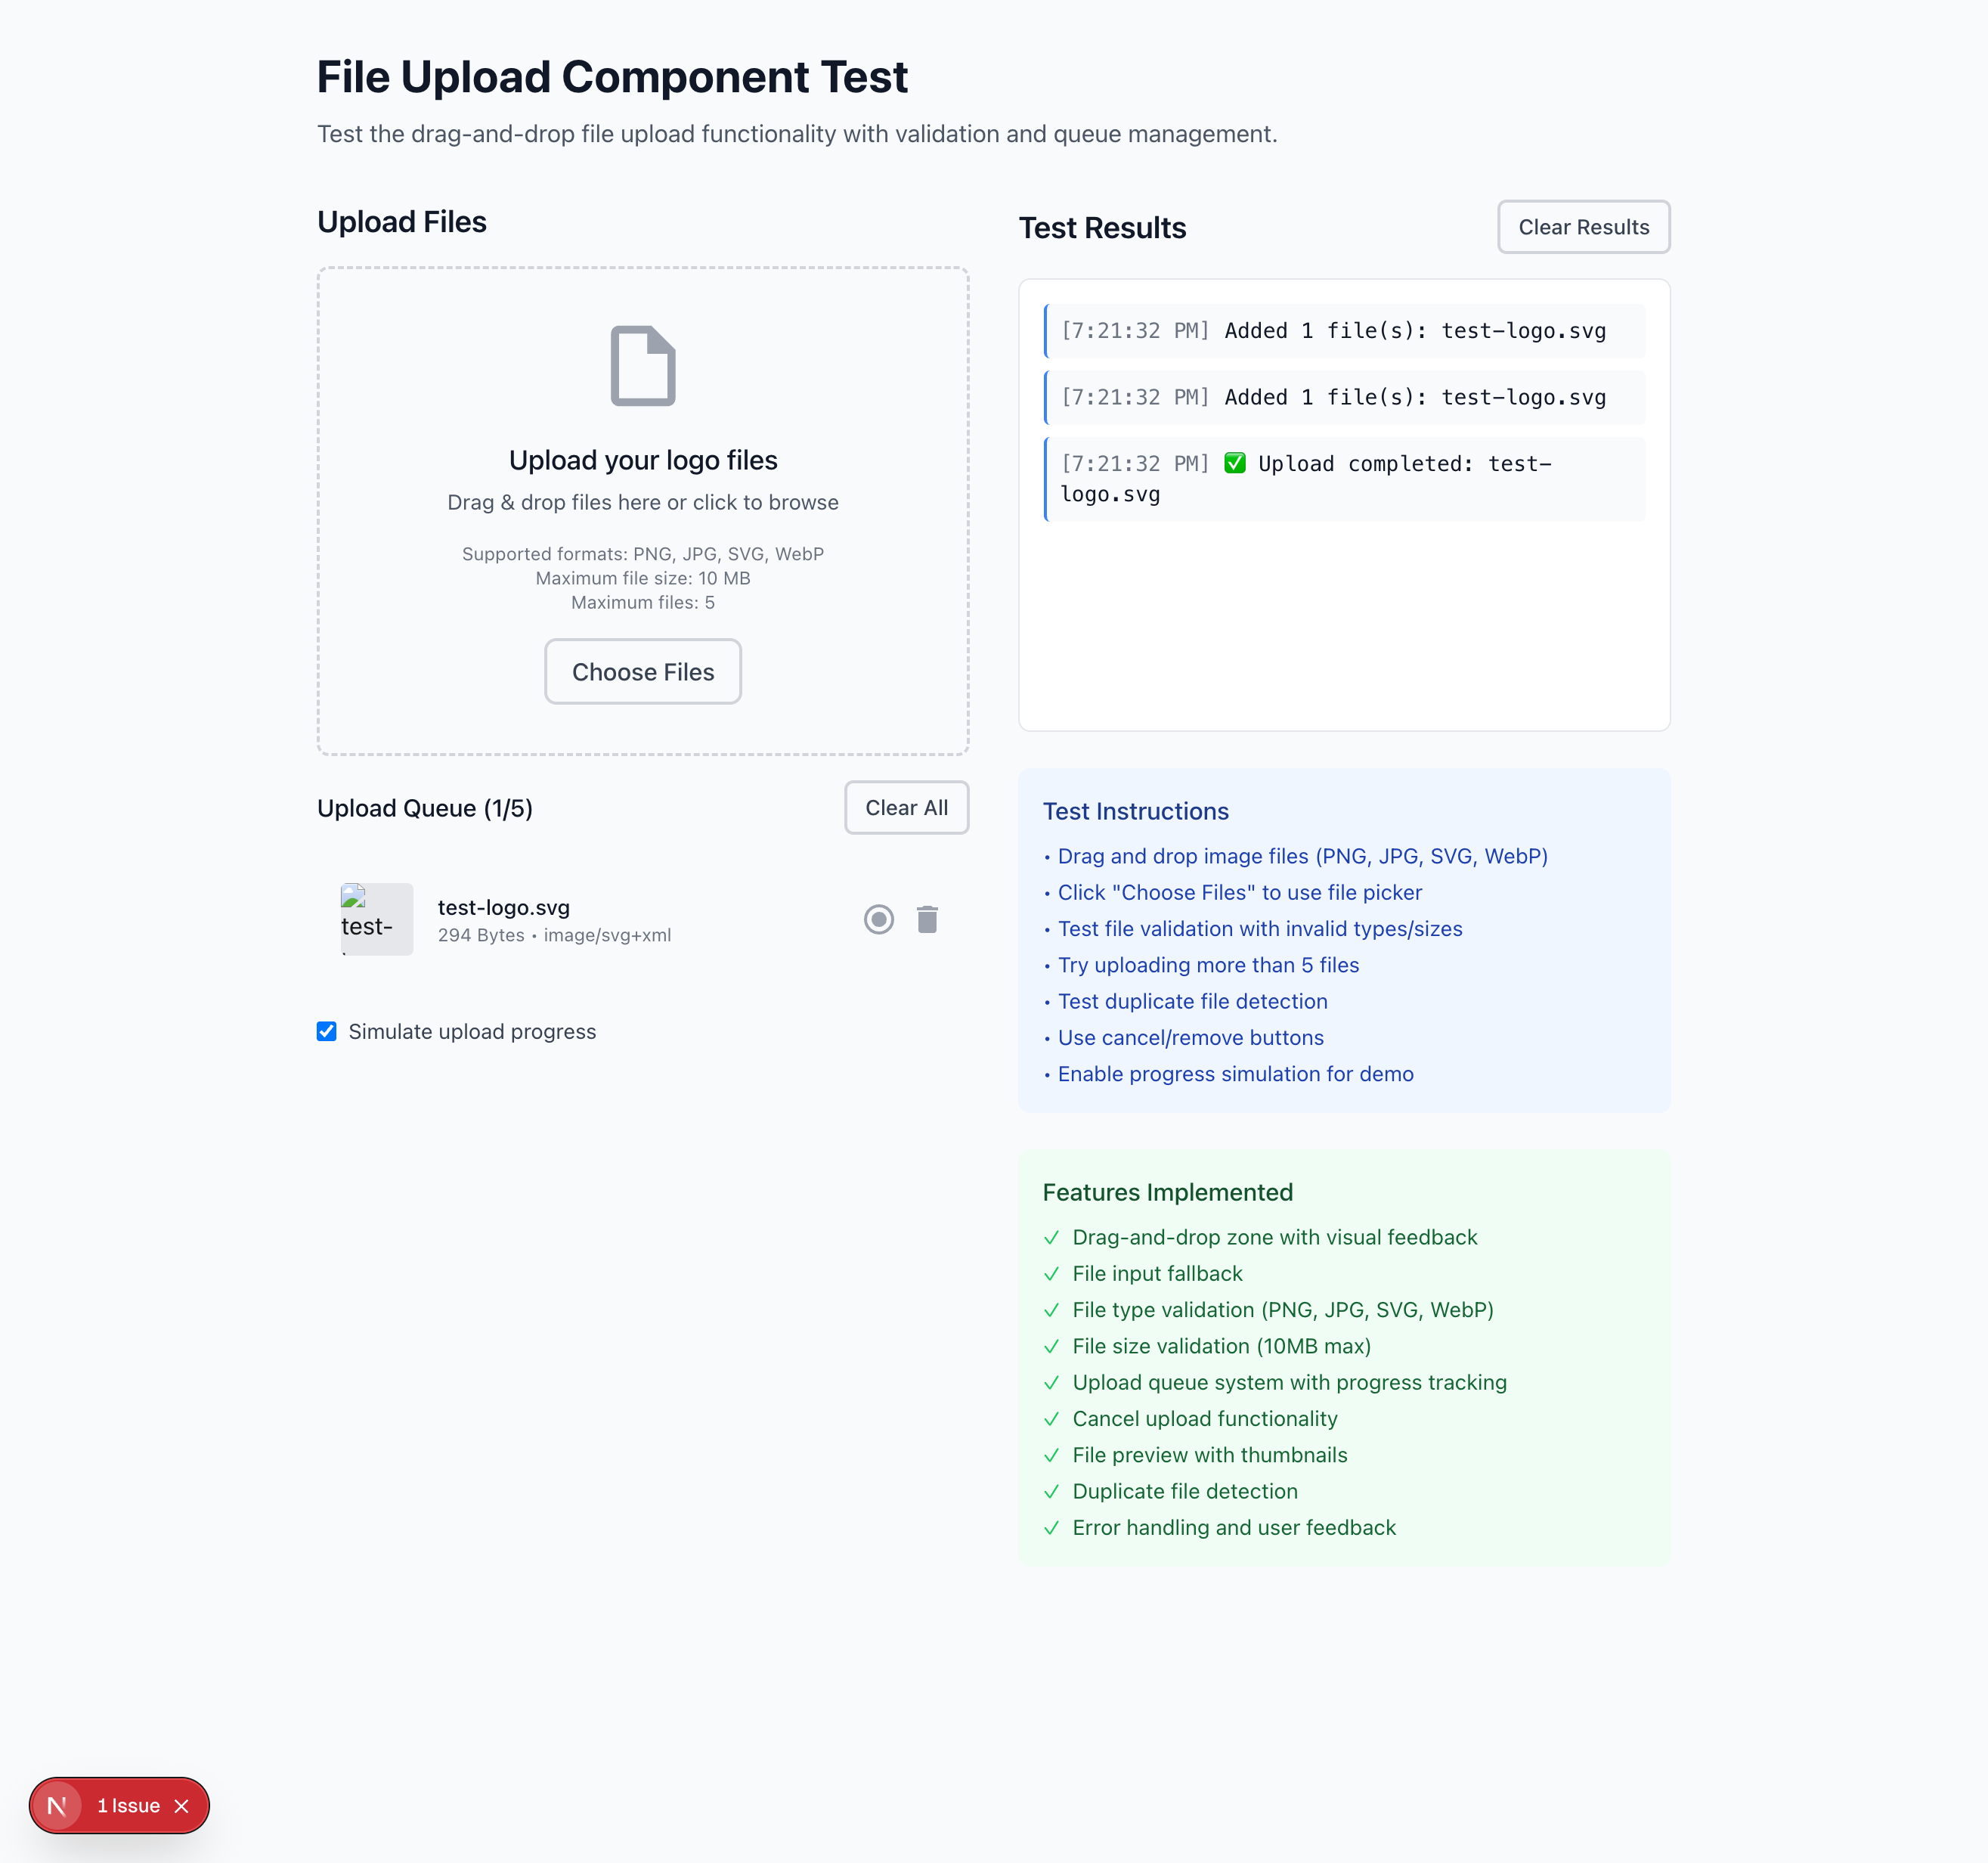 File Upload Component Test
Test the drag-and-drop file upload functionality with validation and queue management.
Upload Files
Upload your logo files
Drag & drop files here or click to browse
Supported formats: PNG, JPG, SVG, WebP
Maximum file size: 10 MB
Maximum files: 5
Choose Files
Upload Queue (1/5)
Clear All
test-
test-logo.svg
294 Bytes • image/svg+xml
Simulate upload progress
Test Results
Clear Results
[7:21:32 PM] Added 1 file(s): test-logo.svg
[7:21:32 PM] Added 1 file(s): test-logo.svg
[7:21:32 PM] ✅ Upload completed: test-
logo.svg
Test Instructions
• Drag and drop image files (PNG, JPG, SVG, WebP)
• Click "Choose Files" to use file picker
• Test file validation with invalid types/sizes
• Try uploading more than 5 files
• Test duplicate file detection
• Use cancel/remove buttons
• Enable progress simulation for demo
Features Implemented
✓ Drag-and-drop zone with visual feedback
✓ File input fallback
✓ File type validation (PNG, JPG, SVG, WebP)
✓ File size validation (10MB max)
✓ Upload queue system with progress tracking
✓ Cancel upload functionality
✓ File preview with thumbnails
✓ Duplicate file detection
✓ Error handling and user feedback
N 1 Issue